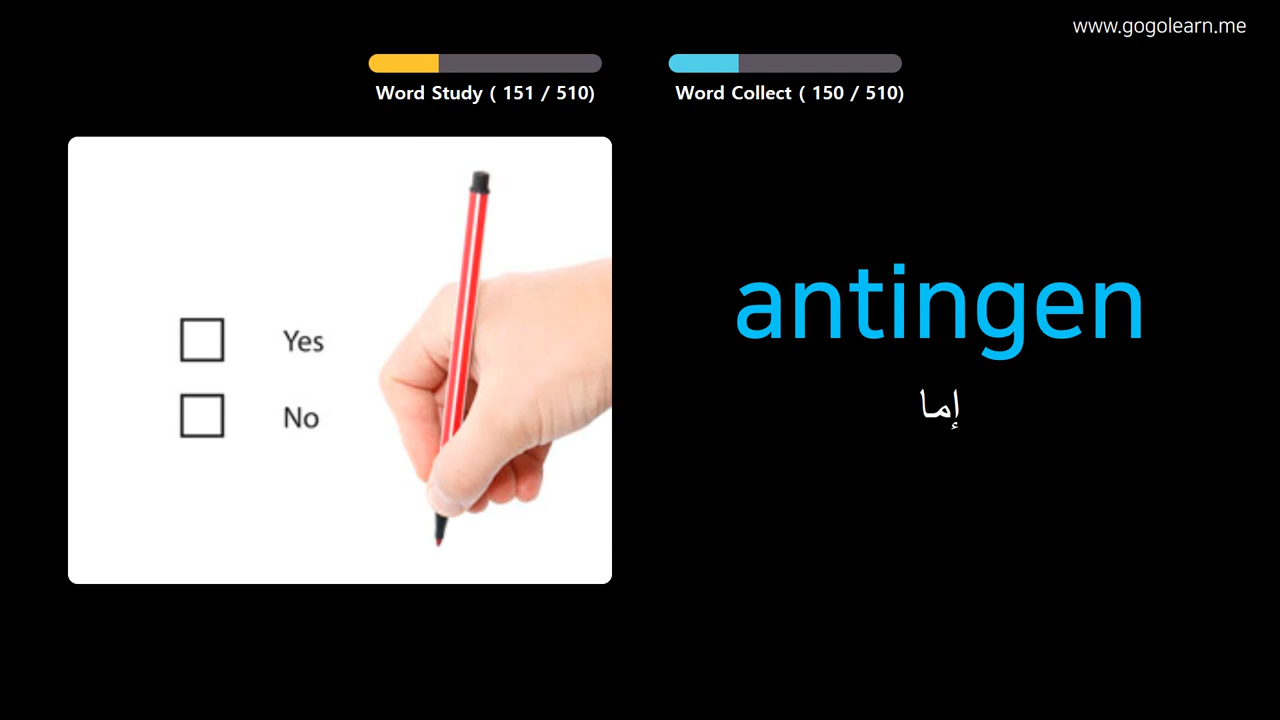 www.gogolearn.me
Word Study ( 151 / 510)
Word Collect ( 150 / 510)
Yes
No
antingen
إما